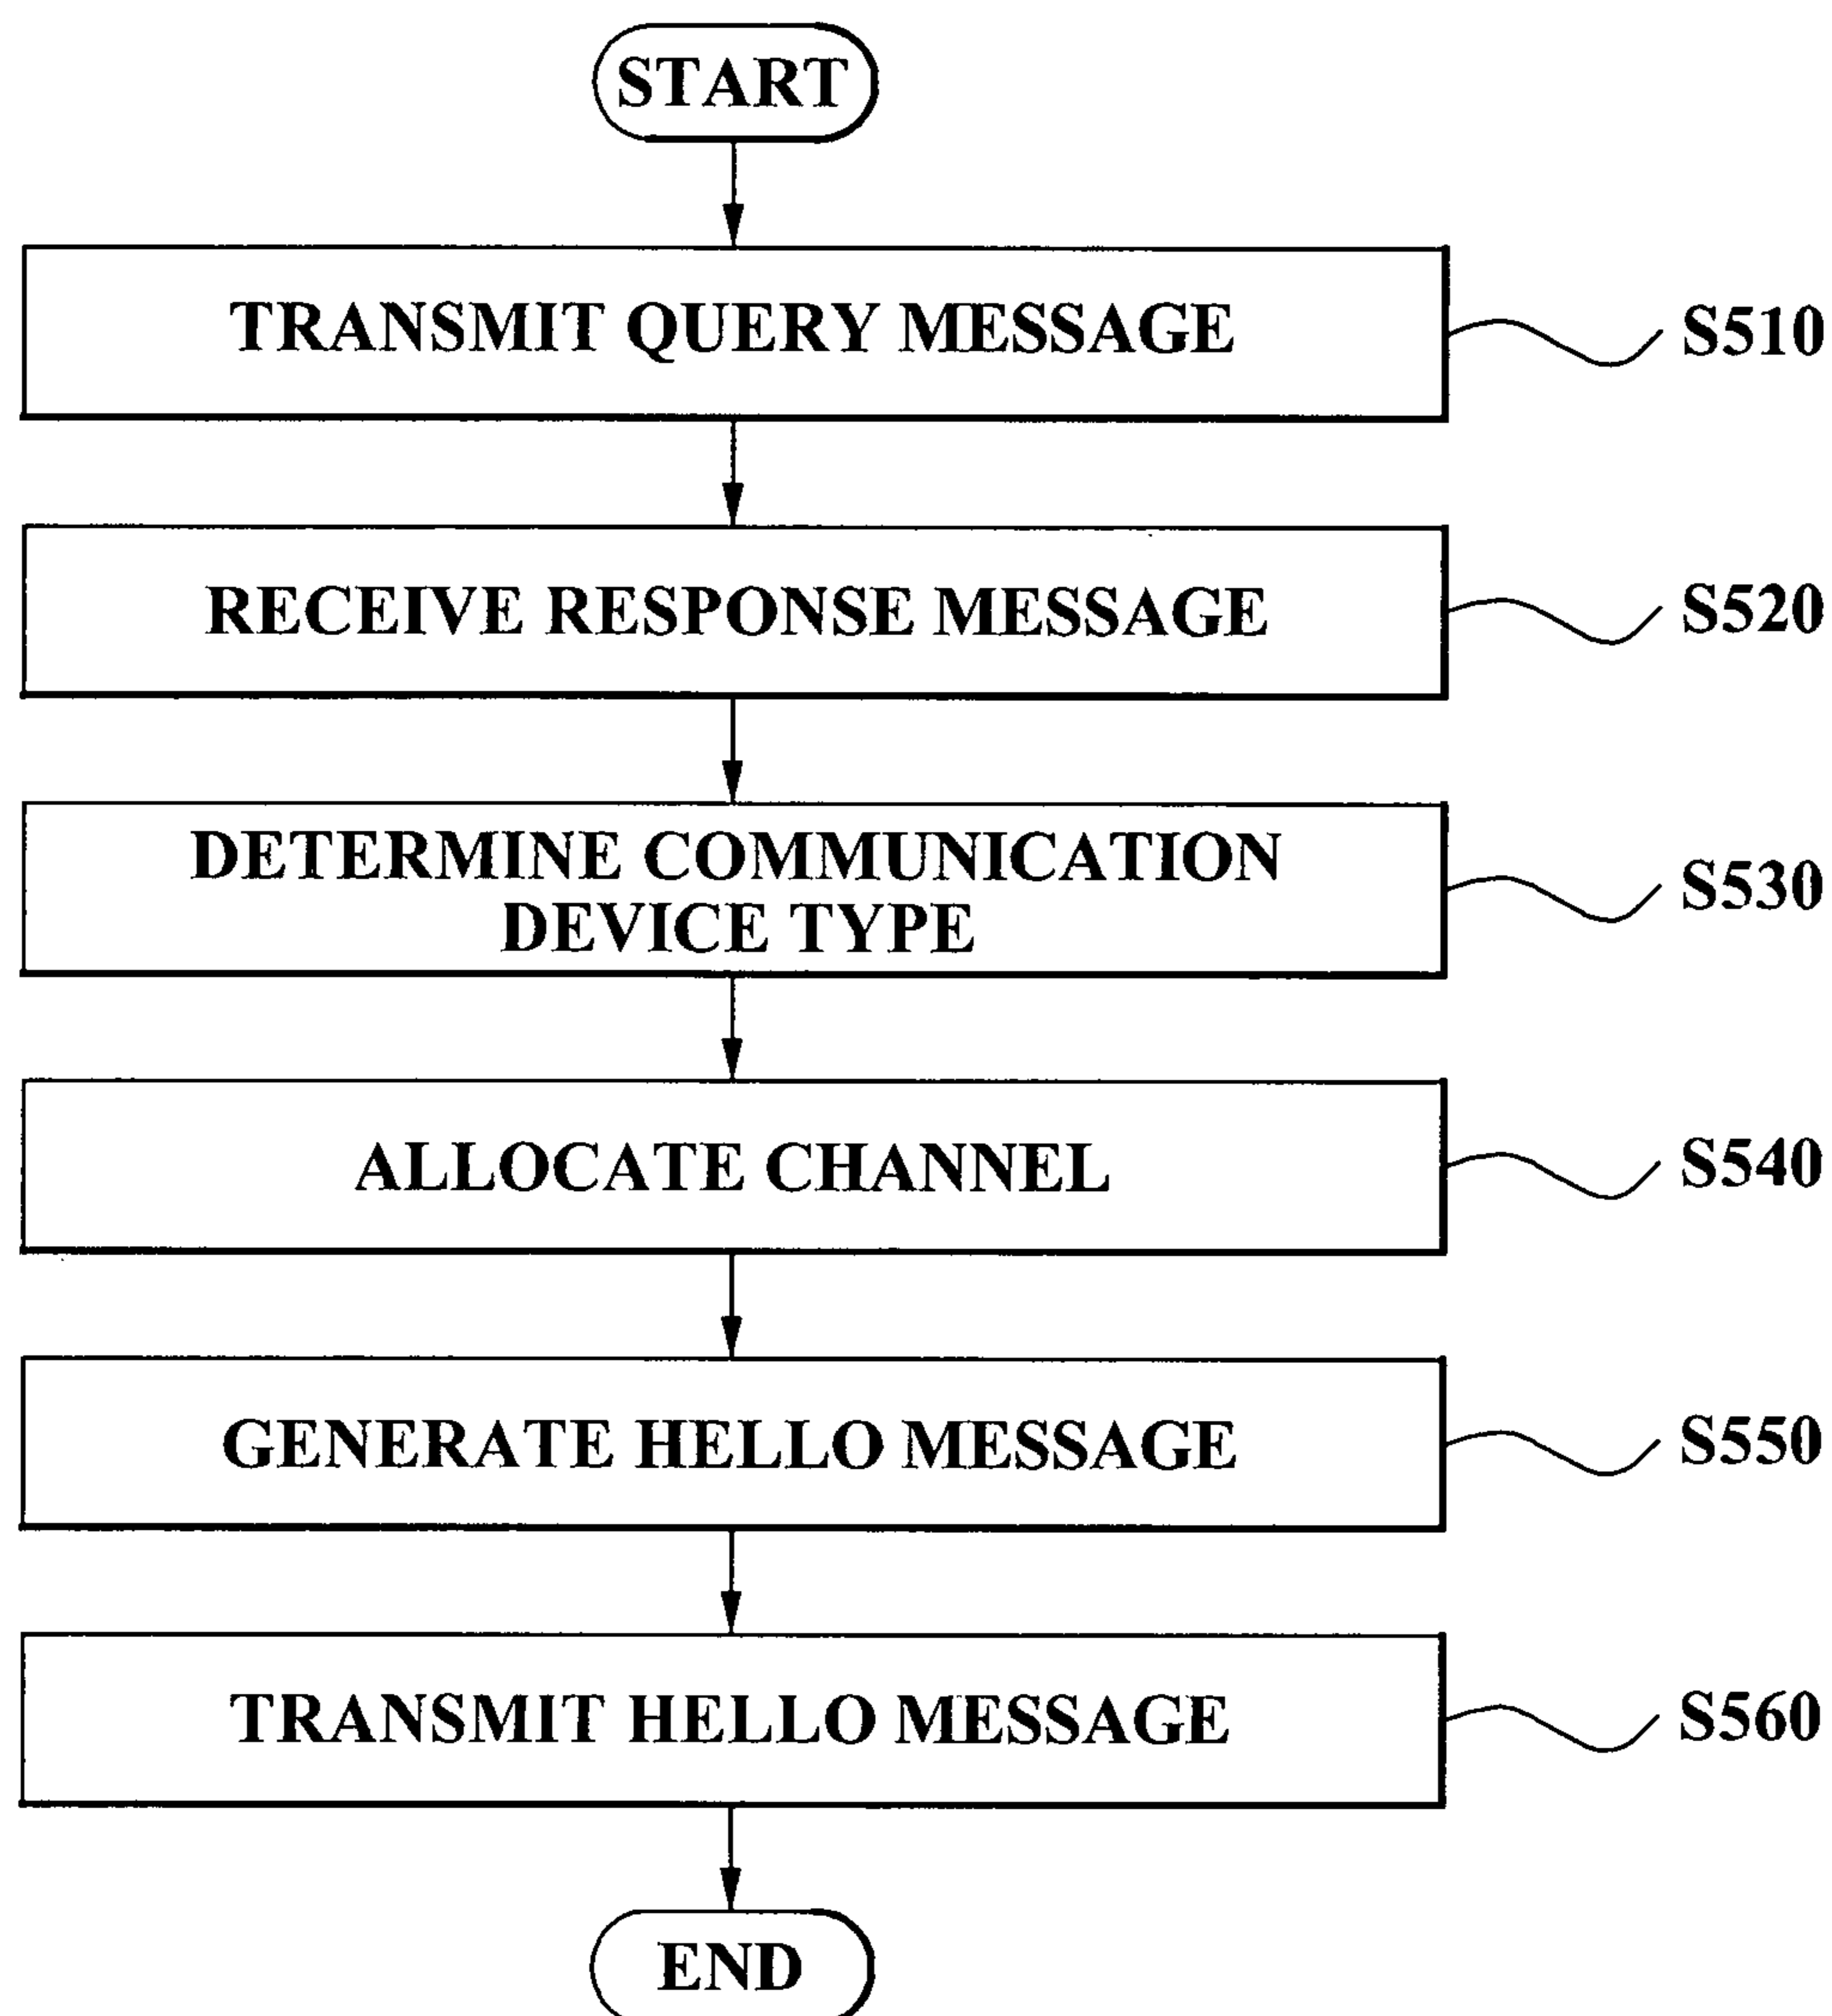 START
TRANSMIT QUERY MESSAGE
S510
RECEIVE RESPONSE MESSAGE
S520
DETERMINE COMMUNICATION
DEVICE TYPE
S530
ALLOCATE CHANNEL
S540
GENERATE HELLO MESSAGE
S550
TRANSMIT HELLO MESSAGE
S560
END